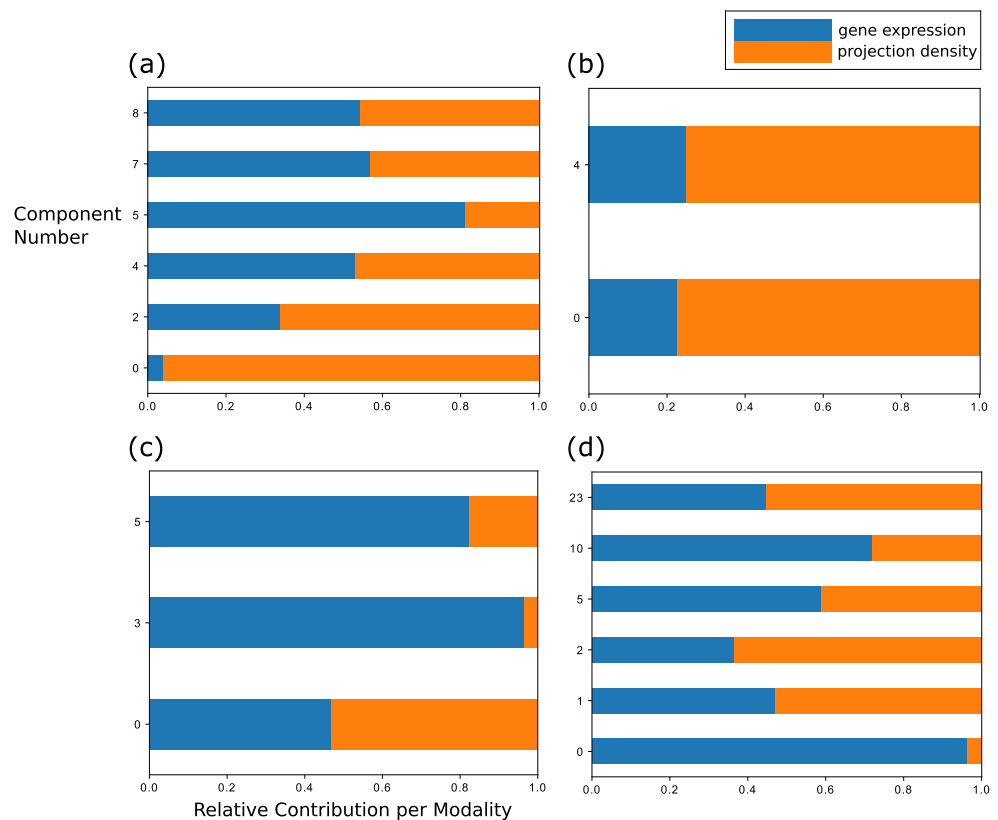 gene expression
projection density
(a)
(b)
8
7
5
4
2
0
Component
Number
0.0 0.2 0.4 0.6 0.8 1.0
4
0
0.0 0.2 0.4 0.6 0.8 1.0
(c)
(d)
5
3
0
0.0 0.2 0.4 0.6 0.8 1.0
23
10
5
2
1
0
0.0 0.2 0.4 0.6 0.8 1.0
Relative Contribution per Modality